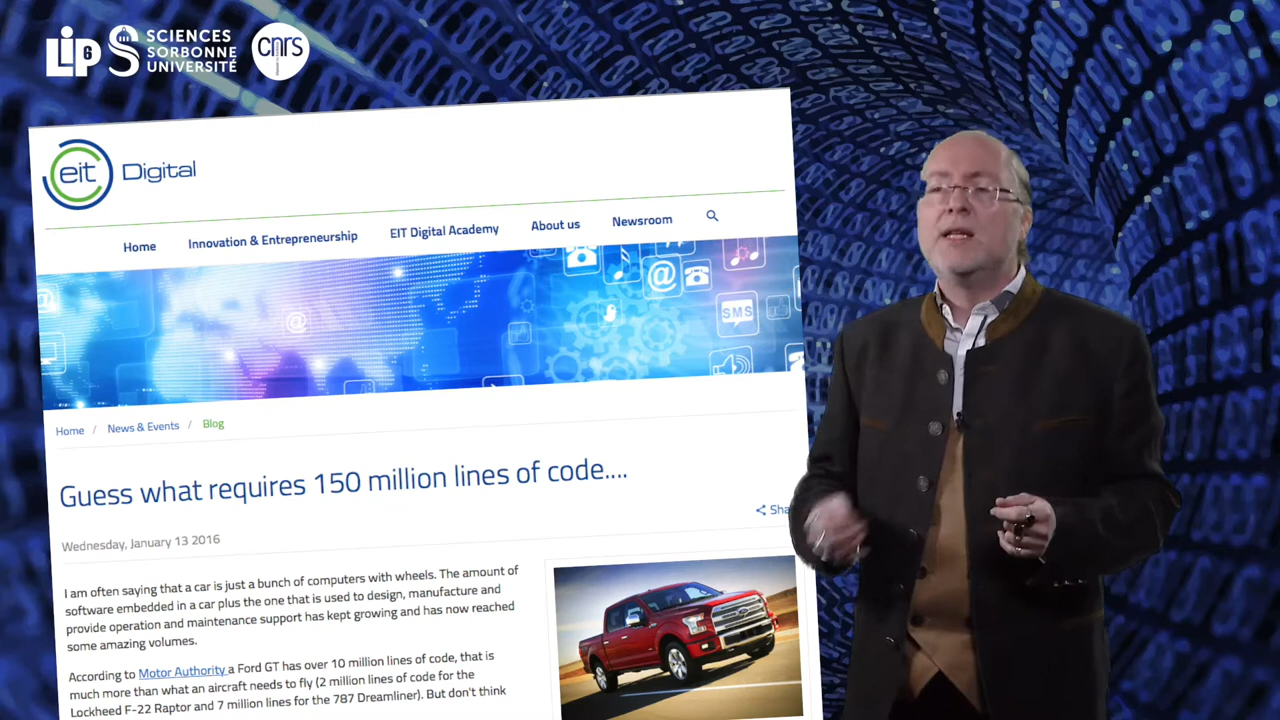 LIP6
SCIENCES
SORBONNE
UNIVERSITÉ
cnrs
eit Digital
Home
Innovation & Entrepreneurship
EIT Digital Academy
About us
Newsroom
@
@
@
SMS
Home / News & Events / Blog
Guess what requires 150 million lines of code....
Sha
Wednesday, January 13 2016
I am often saying that a car is just a bunch of computers with wheels. The amount of
software embedded in a car plus the one that is used to design, manufacture and
provide operation and maintenance support has kept growing and has now reached
some amazing volumes.
According to Motor Authority a Ford GT has over 10 million lines of code, that is
much more than what an aircraft needs to fly (2 million lines of code for the
Lockheed F-22 Raptor and 7 million lines for the 787 Dreamliner). But don't think